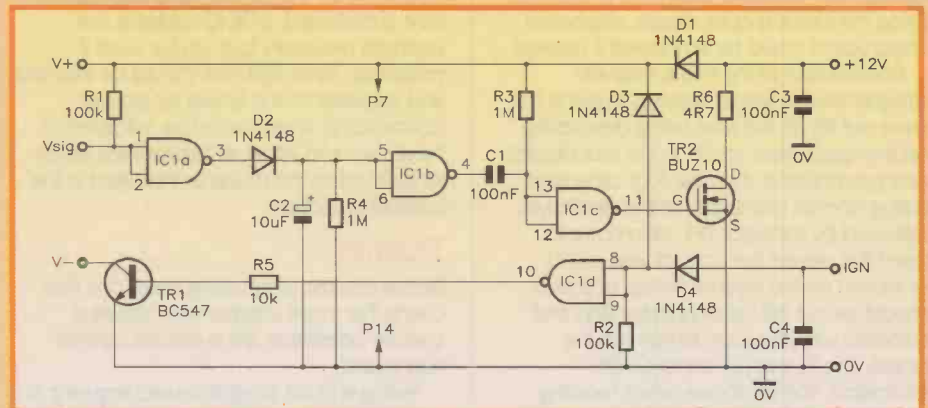 D1
1N4148
V+
+12V
R1
100k
P7
R3
1M
D3
1N4148
R6
4R7
C3
100nF
0V
D2
1N4148
Vsig
1
2
3
IC1a
5
6
4
IC1b
C1
100nF
13
12
11
IC1c
TR2
BUZ10
D
G
S
C2
10uF
+
R4
1M
V-
R5
10k
10
8
9
IC1d
D4
1N4148
IGN
TR1
BC547
P14
R2
100k
C4
100nF
0V
0V